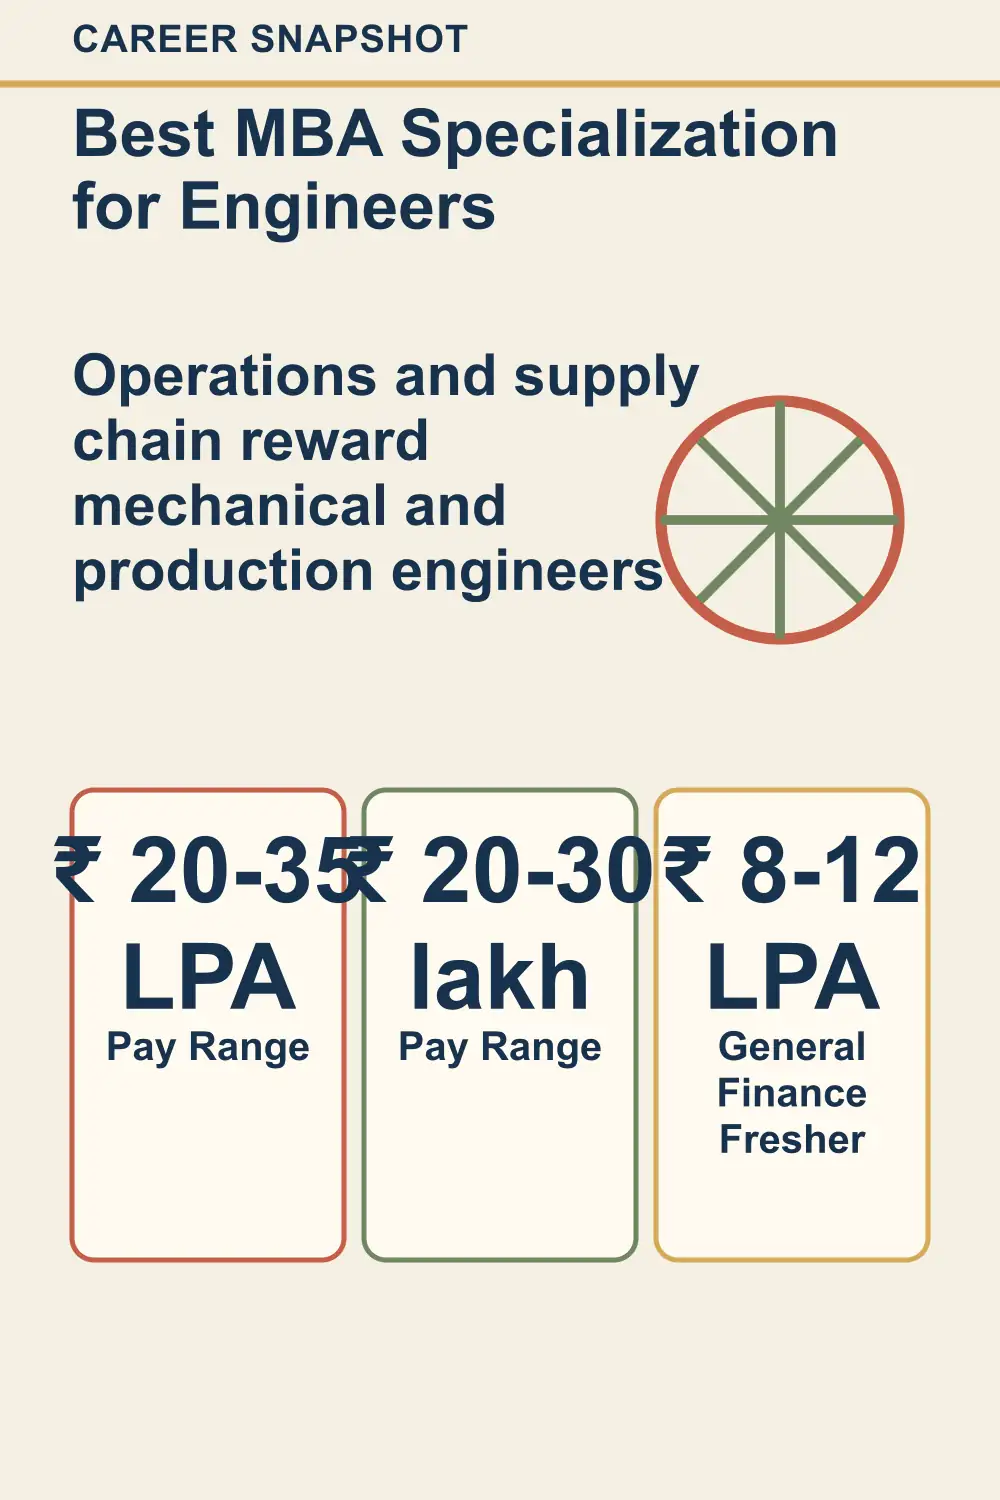 CAREER SNAPSHOT
Best MBA Specialization
for Engineers
Operations and supply
chain reward
mechanical and
production engineers
₹ 20-35
LPA
Pay Range
₹ 20-30
lakh
Pay Range
₹ 8-12
LPA
General
Finance
Fresher